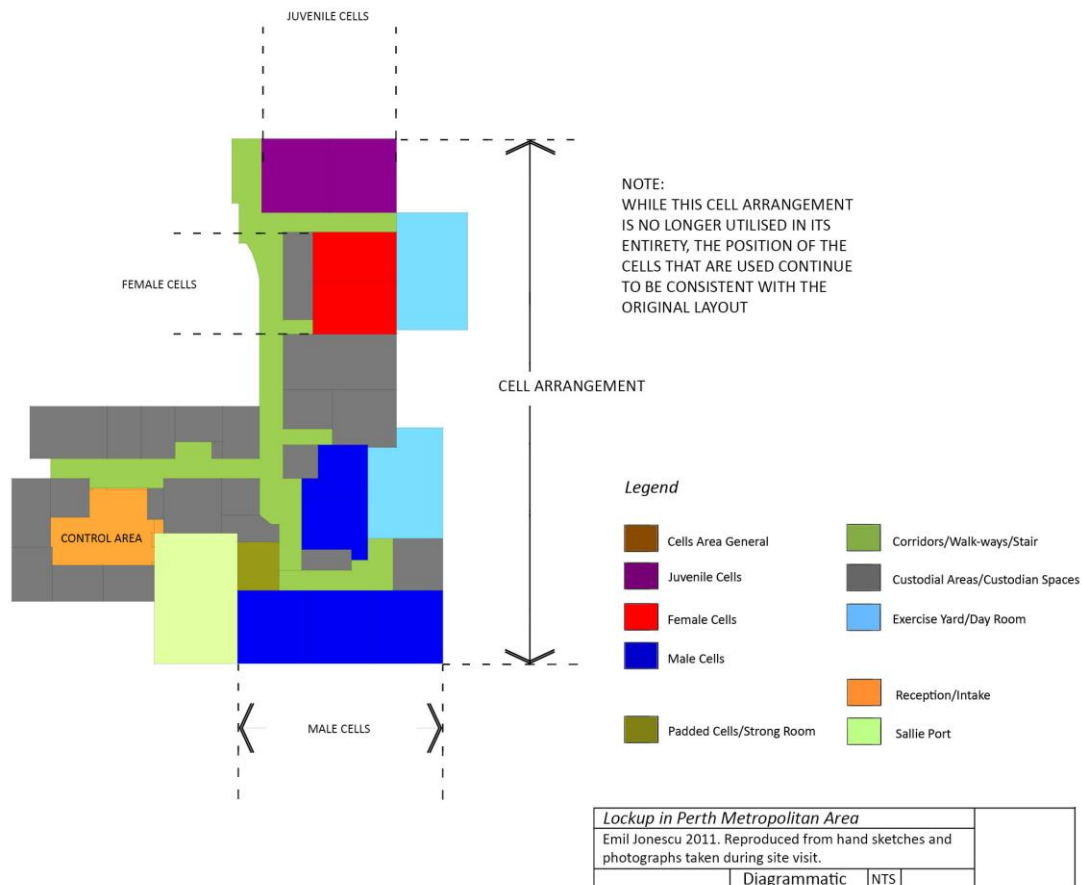 JUVENILE CELLS
NOTE:
WHILE THIS CELL ARRANGEMENT
IS NO LONGER UTILISED IN ITS
ENTIRETY, THE POSITION OF THE
CELLS THAT ARE USED CONTINUE
TO BE CONSISTENT WITH THE
ORIGINAL LAYOUT
FEMALE CELLS
CELL ARRANGEMENT
CONTROL AREA
MALE CELLS
Legend
Cells Area General
Juvenile Cells
Female Cells
Male Cells
Padded Cells/Strong Room
Corridors/Walk-ways/Stair
Custodial Areas/Custodian Spaces
Exercise Yard/Day Room
Reception/Intake
Sallie Port
Lockup in Perth Metropolitan Area
Emil Jonescu 2011. Reproduced from hand sketches and
photographs taken during site visit.
Diagrammatic NTS